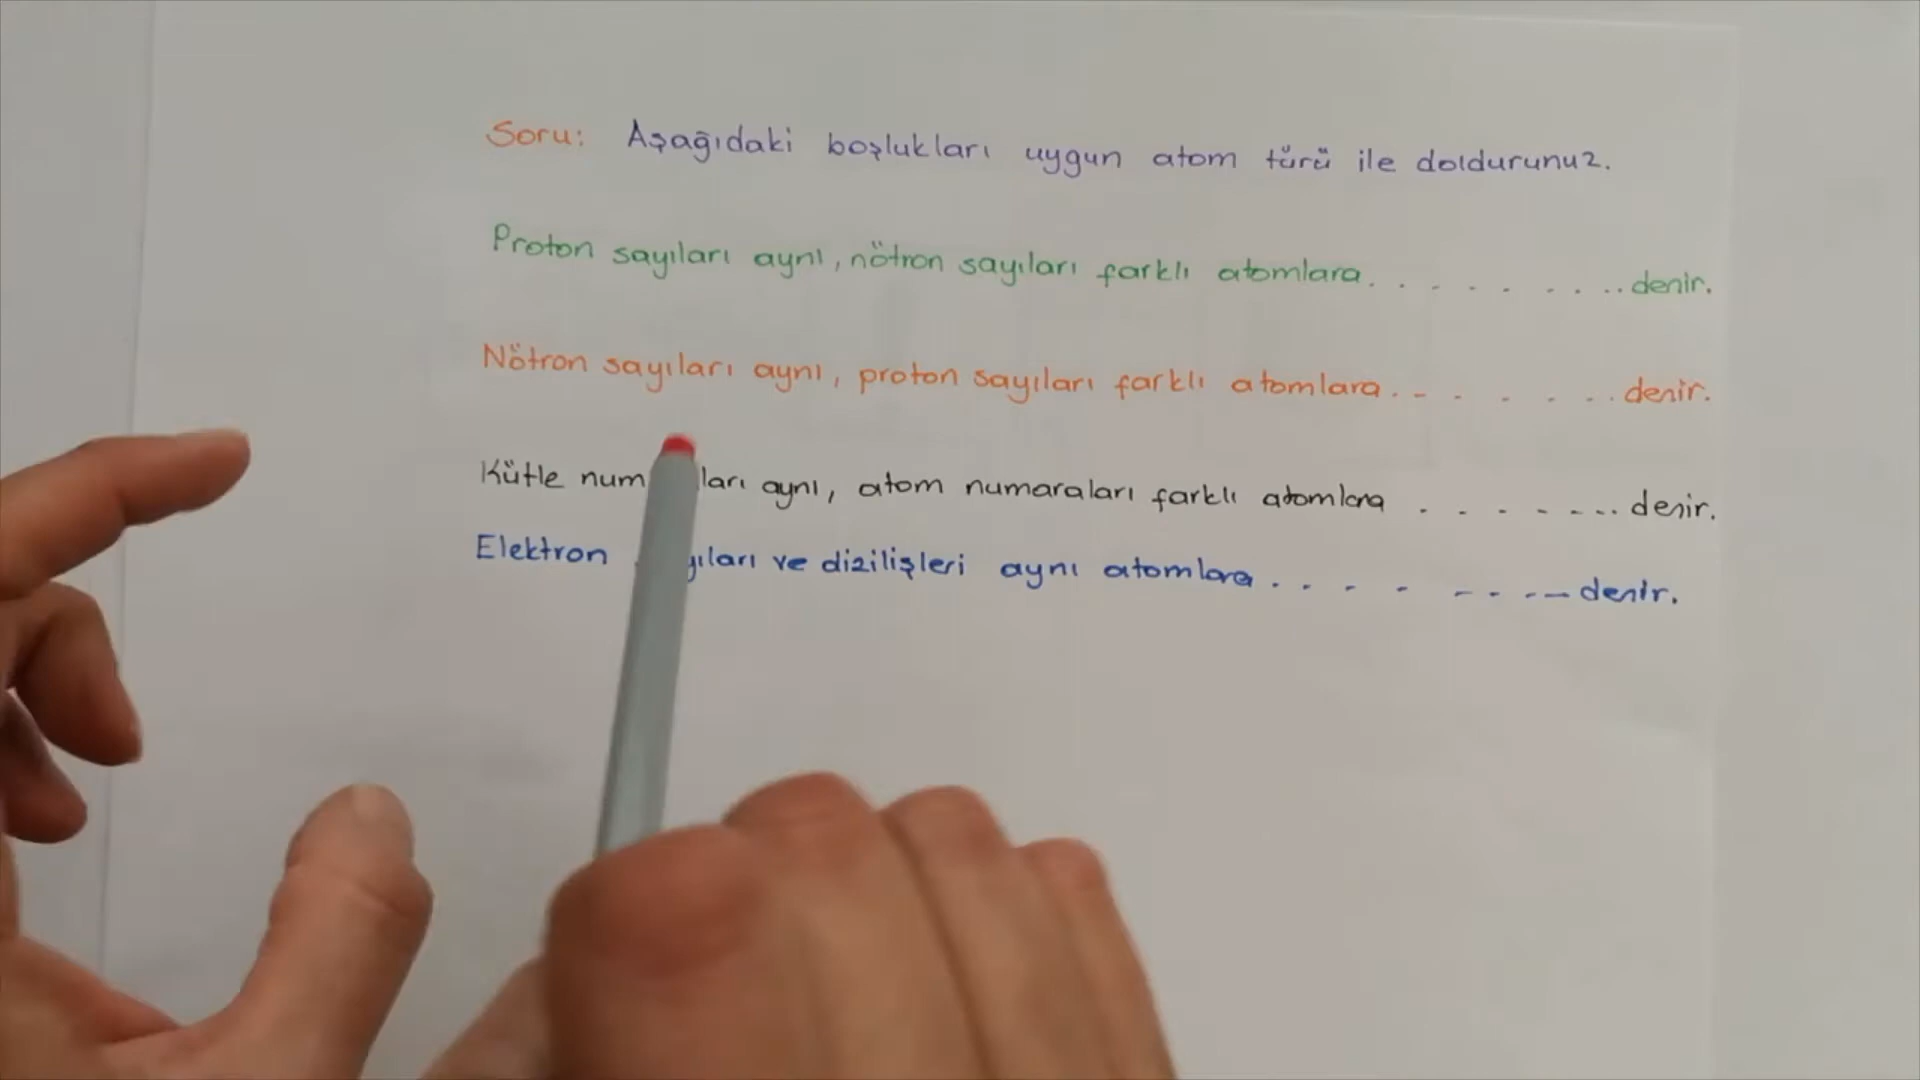 Soru: Aşağıdaki boşlukları uygun atom türü ile doldurunuz.
Proton sayıları aynı, nötron sayıları farklı atomlara. . . . . . . . . denir.
Nötron sayıları aynı, proton sayıları farklı atomlara. - - . . . . . denir.
Kütle num ları aynı, atom numaraları farklı atomlara . . . - - - . . denir.
Elektron yıları ve dizilişleri aynı atomlara . . . - - - - - denir.